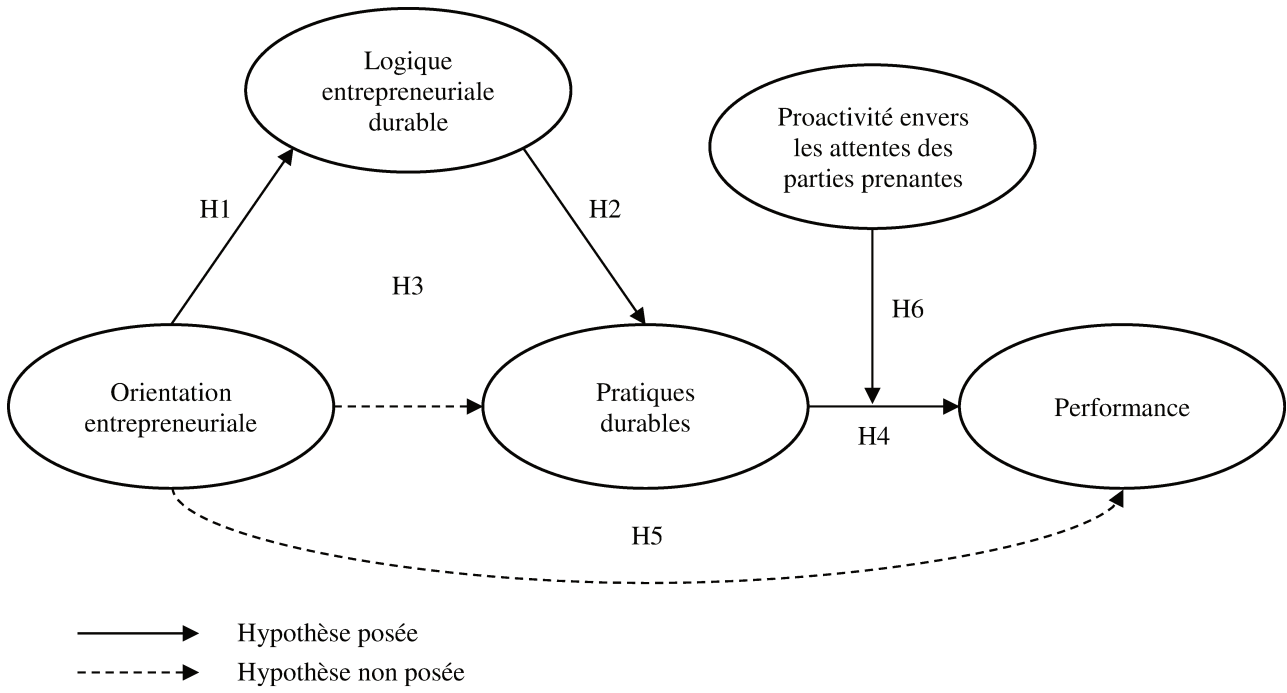 Logique
entrepreneuriale
durable
Proactivité envers
les attentes des
parties prenantes
H1
H2
H3
H6
Orientation
entrepreneuriale
Pratiques
durables
Performance
H4
H5
Hypothèse posée
Hypothèse non posée